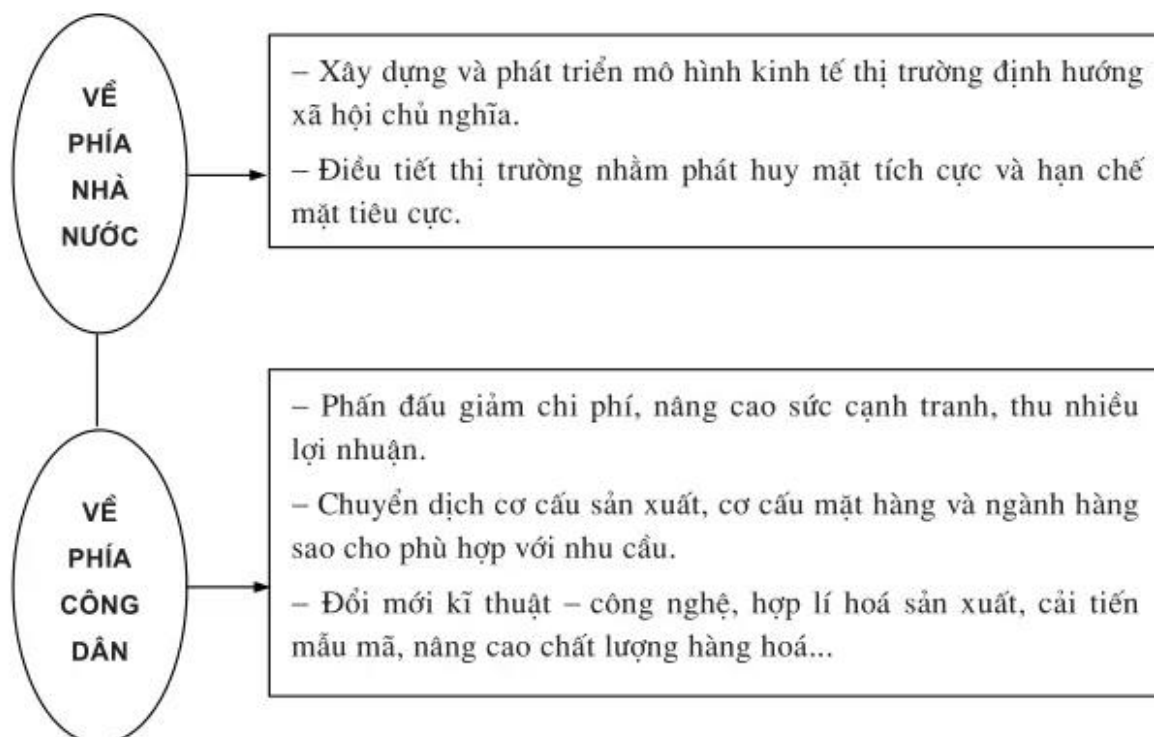 VỀ
PHÍA
NHÀ
NƯỚC
– Xây dựng và phát triển mô hình kinh tế thị trường định hướng
xã hội chủ nghĩa.
– Điều tiết thị trường nhằm phát huy mặt tích cực và hạn chế
mặt tiêu cực.
VỀ
PHÍA
CÔNG
DÂN
– Phấn đấu giảm chi phí, nâng cao sức cạnh tranh, thu nhiều
lợi nhuận.
– Chuyển dịch cơ cấu sản xuất, cơ cấu mặt hàng và ngành hàng
sao cho phù hợp với nhu cầu.
– Đổi mới kĩ thuật – công nghệ, hợp lí hoá sản xuất, cải tiến
mẫu mã, nâng cao chất lượng hàng hoá...